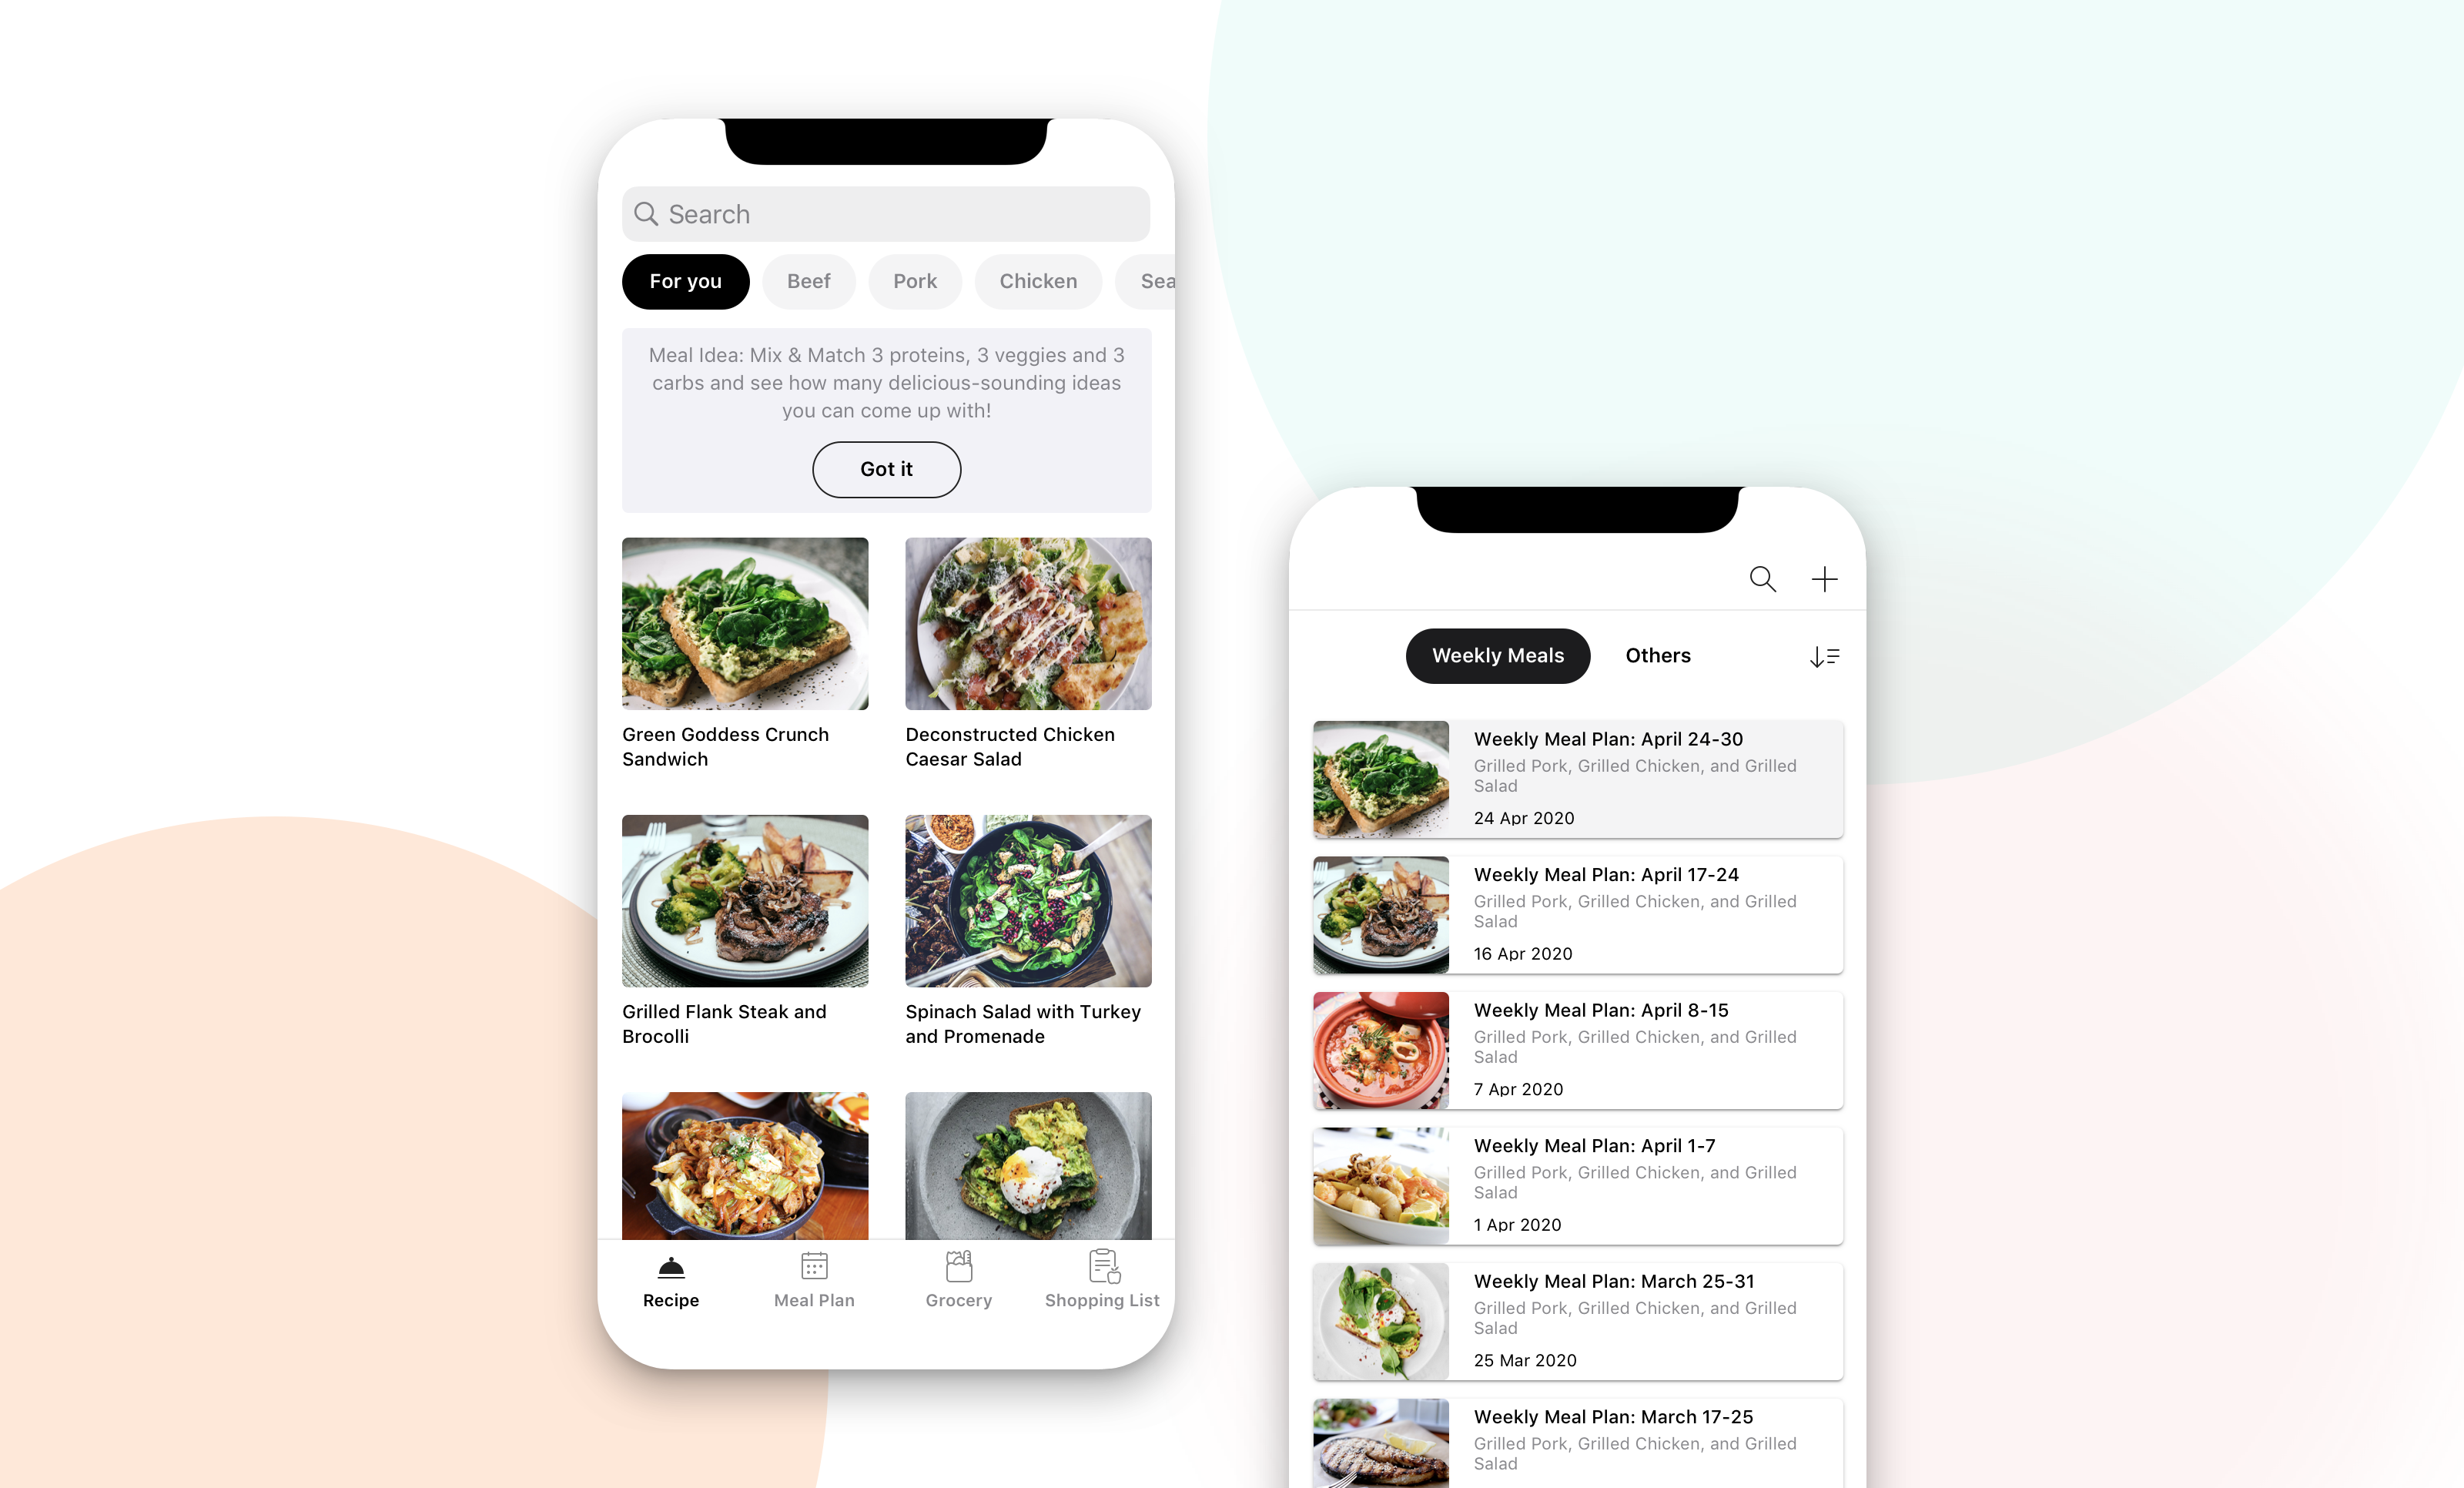 Search
For you
Beef
Pork
Chicken
Sea
Meal Idea: Mix & Match 3 proteins, 3 veggies and 3
carbs and see how many delicious-sounding ideas
you can come up with!
Got it
Green Goddess Crunch
Sandwich
Deconstructed Chicken
Caesar Salad
Grilled Flank Steak and
Brocolli
Spinach Salad with Turkey
and Promenade
Recipe
Meal Plan
Grocery
Shopping List
Weekly Meals
Others
Weekly Meal Plan: April 24-30
Grilled Pork, Grilled Chicken, and Grilled
Salad
24 Apr 2020
Weekly Meal Plan: April 17-24
Grilled Pork, Grilled Chicken, and Grilled
Salad
16 Apr 2020
Weekly Meal Plan: April 8-15
Grilled Pork, Grilled Chicken, and Grilled
Salad
7 Apr 2020
Weekly Meal Plan: April 1-7
Grilled Pork, Grilled Chicken, and Grilled
Salad
1 Apr 2020
Weekly Meal Plan: March 25-31
Grilled Pork, Grilled Chicken, and Grilled
Salad
25 Mar 2020
Weekly Meal Plan: March 17-25
Grilled Pork, Grilled Chicken, and Grilled
Salad